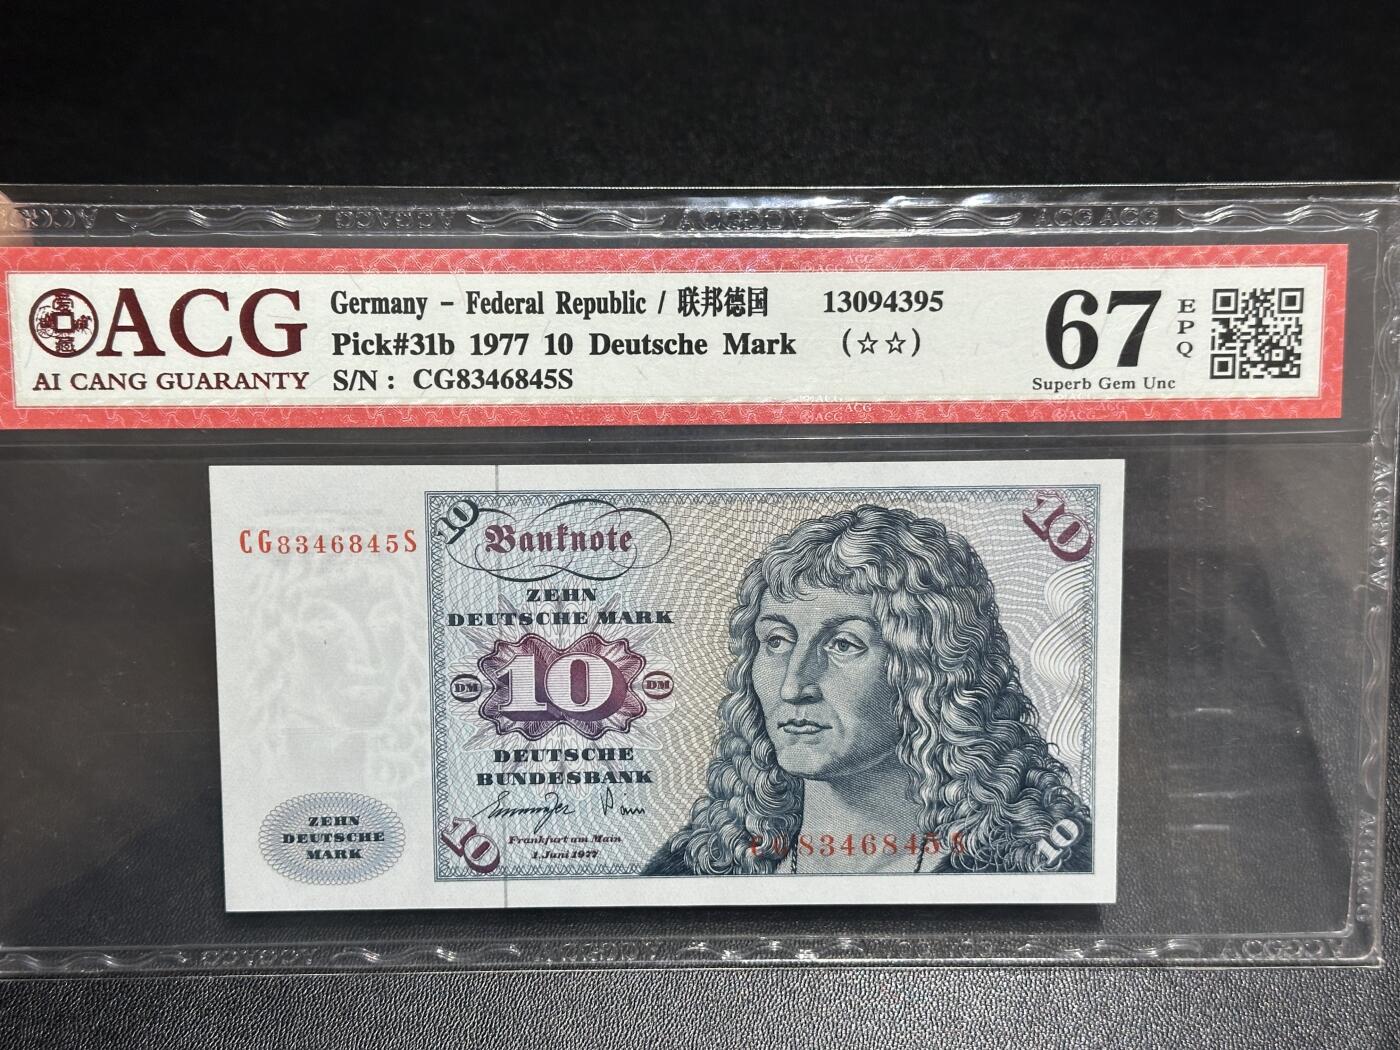 ACG
AI CANG GUARANTY
Germany - Federal Republic / 联邦德国 13094395
Pick#31b 1977 10 Deutsche Mark (☆☆)
S/N : CG8346845S
67
EPQ
Superb Gem Unc
CG8346845S
10
Banknote
10
ZEHN
DEUTSCHE MARK
DM 10 DM
DEUTSCHE
BUNDESBANK
Frankfurt am Main
1. Juni 1977
10
ZEHN
DEUTSCHE
MARK
CG8346845S
10